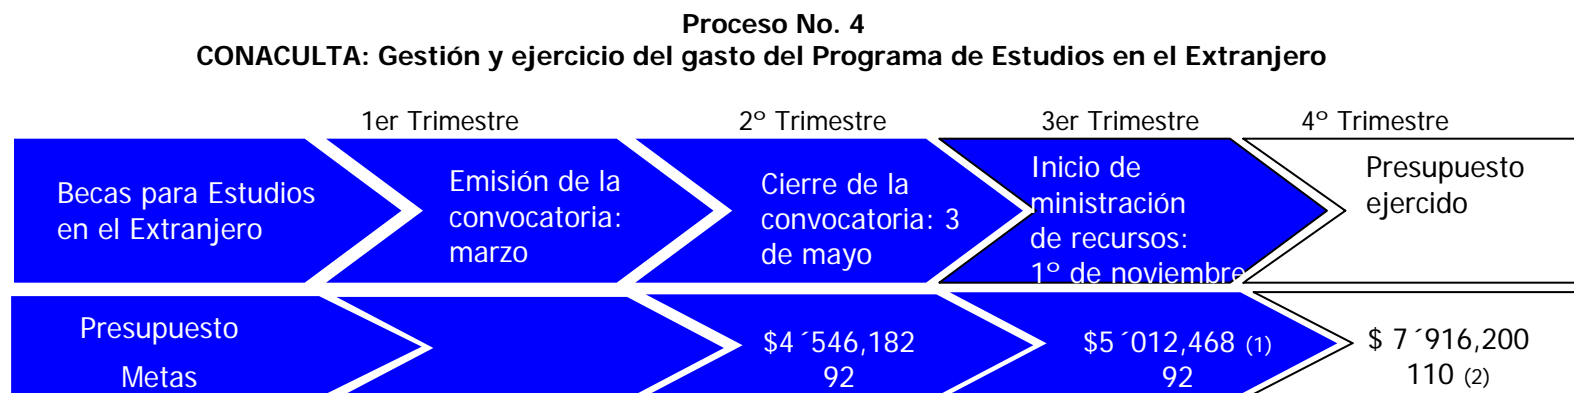 Proceso No. 4
CONACULTA: Gestión y ejercicio del gasto del Programa de Estudios en el Extranjero
1er Trimestre
2º Trimestre
3er Trimestre
4º Trimestre
Becas para Estudios
en el Extranjero
Emisión de la
convocatoria:
marzo
Cierre de la
convocatoria: 3
de mayo
Inicio de
ministración
de recursos:
1º de noviembre
Presupuesto
ejercido
Presupuesto
Metas
$4´546,182
92
$5´012,468 (1)
92
$ 7´916,200
110 (2)